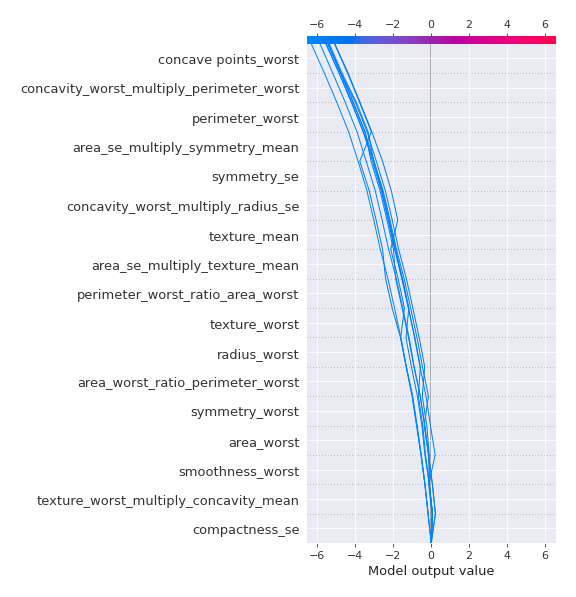 −6 −4 −2 0 2 4 6
concave points_worst
concavity_worst_multiply_perimeter_worst
perimeter_worst
area_se_multiply_symmetry_mean
symmetry_se
concavity_worst_multiply_radius_se
texture_mean
area_se_multiply_texture_mean
perimeter_worst_ratio_area_worst
texture_worst
radius_worst
area_worst_ratio_perimeter_worst
symmetry_worst
area_worst
smoothness_worst
texture_worst_multiply_concavity_mean
compactness_se
−6 −4 −2 0 2 4 6
Model output value